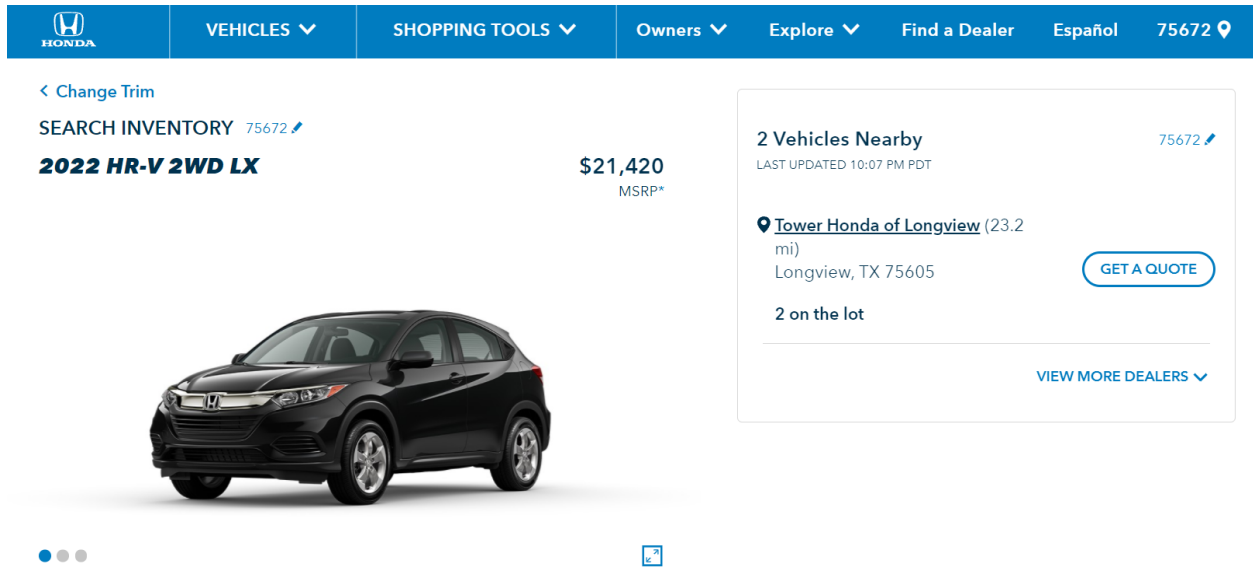 HONDA
VEHICLES
SHOPPING TOOLS
Owners
Explore
Find a Dealer
Español
75672
Change Trim
SEARCH INVENTORY 75672
2022 HR-V 2WD LX
$21,420
MSRP*
2 Vehicles Nearby
75672
LAST UPDATED 10:07 PM PDT
Tower Honda of Longview (23.2
mi)
Longview, TX 75605
GET A QUOTE
2 on the lot
VIEW MORE DEALERS